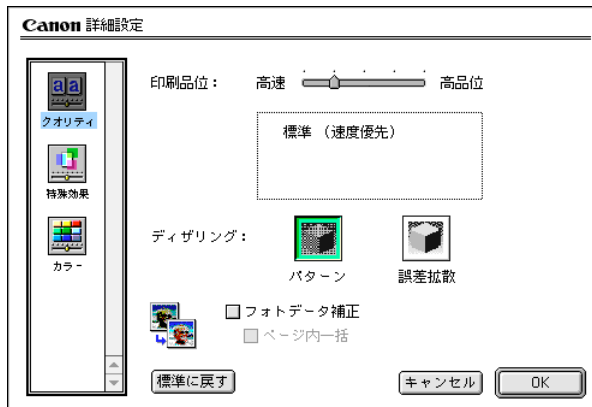 Canon 詳細設定
クオリティ
特殊効果
カラー
印刷品位：
高速
高品位
標準 （速度優先）
ディザリング：
パターン
誤差拡散
フォトデータ補正
ページ内一括
標準に戻す
キャンセル
OK